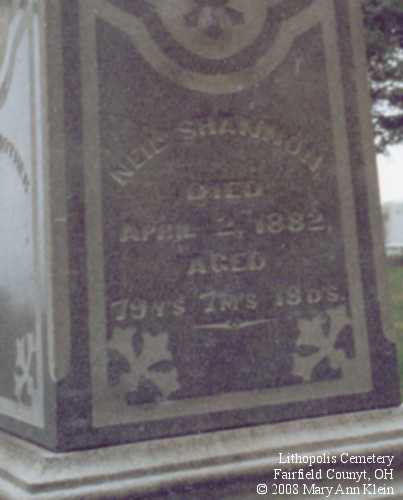 NEIL SHANNON,
DIED
APRIL 2, 1882,
AGED
79 Y'S 7 M'S 18 D'S.
Lithopolis Cemetery
Fairfield Counyt, OH
© 2008 Mary Ann Klein